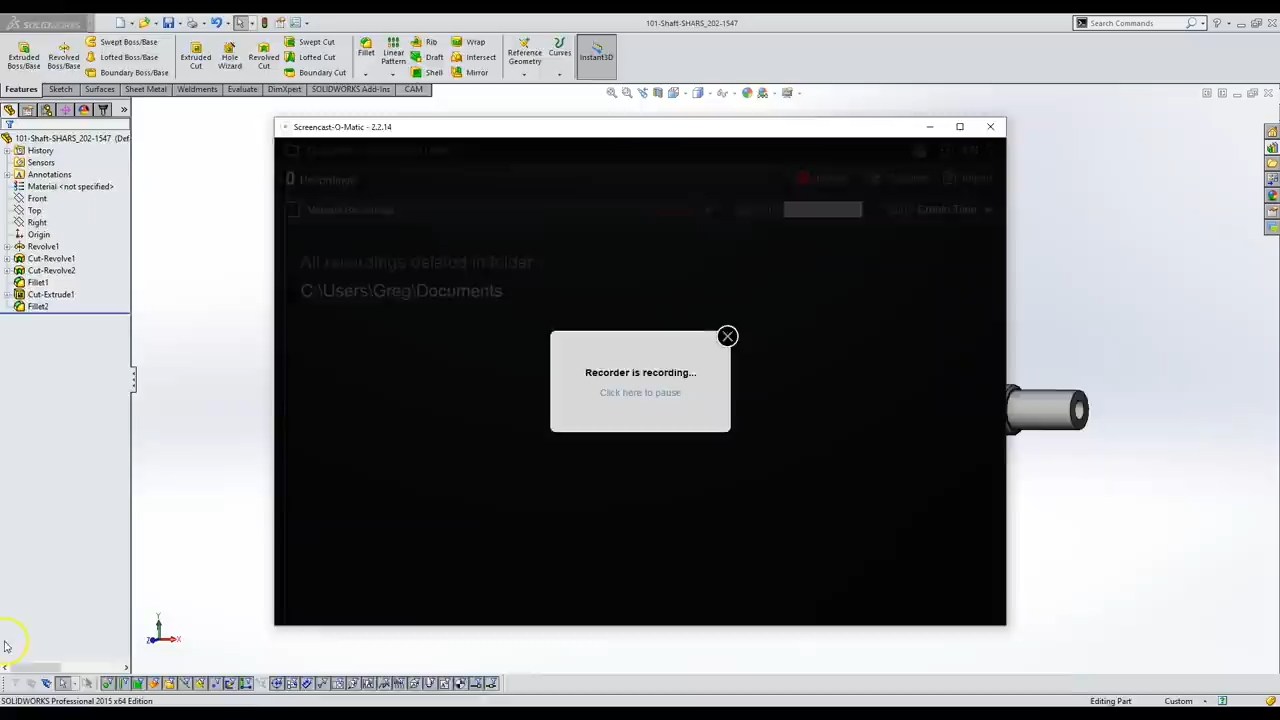 SOLIDWORKS
101-Shaft-SHARS_202-1547
Search Commands
Extruded Boss/Base
Revolved Boss/Base
Swept Boss/Base
Lofted Boss/Base
Boundary Boss/Base
Extruded Cut
Hole Wizard
Revolved Cut
Swept Cut
Lofted Cut
Boundary Cut
Fillet
Linear Pattern
Rib
Draft
Shell
Wrap
Intersect
Mirror
Reference Geometry
Curves
Instant3D
Features
Sketch
Surfaces
Sheet Metal
Weldments
Evaluate
DimXpert
SOLIDWORKS Add-Ins
CAM
101-Shaft-SHARS_202-1547 (Def
History
Sensors
Annotations
Material <not specified>
Front
Top
Right
Origin
Revolve1
Cut-Revolve1
Cut-Revolve2
Fillet1
Cut-Extrude1
Fillet2
Screencast-O-Matic - 2.2.14
Recordings
All recordings deleted in folder
C:\Users\Greg\Documents
Recorder is recording...
Click here to pause
Y
Z
X
SOLIDWORKS Professional 2015 x64 Edition
Editing Part
Custom